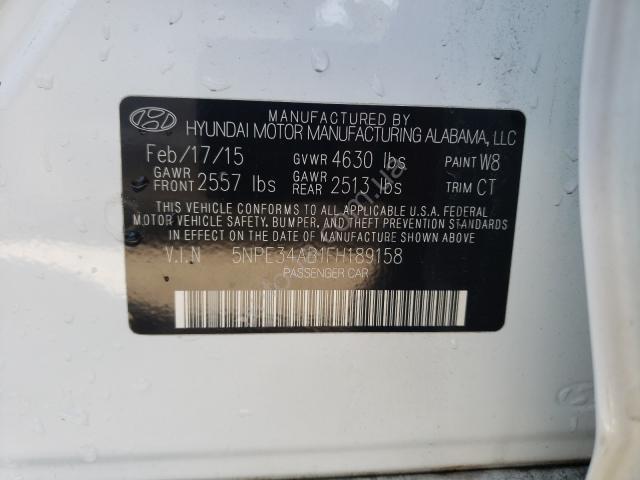 MANUFACTURED BY
HYUNDAI MOTOR MANUFACTURING ALABAMA, LLC
Feb/17/15 GVWR 4630 lbs PAINT W8
GAWR FRONT 2557 lbs GAWR REAR 2513 lbs TRIM CT
THIS VEHICLE CONFORMS TO ALL APPLICABLE U.S.A. FEDERAL
MOTOR VEHICLE SAFETY, BUMPER, AND THEFT PREVENTION STANDARDS
IN EFFECT ON THE DATE OF MANUFACTURE SHOWN ABOVE.
V.I.N 5NPE34AB1FH189158
PASSENGER CAR